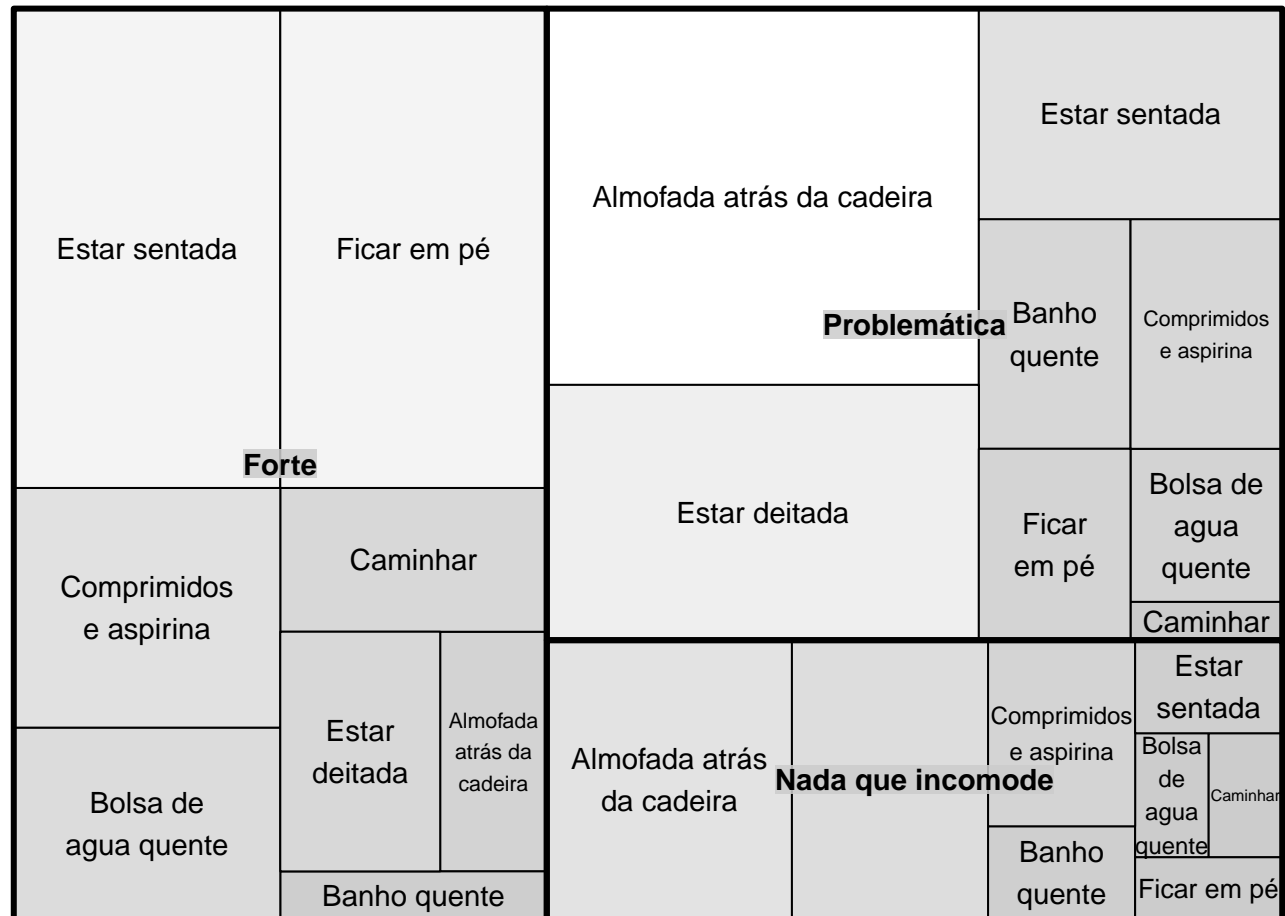 Estar sentada
Ficar em pé
Forte
Comprimidos
e aspirina
Caminhar
Bolsa de
agua quente
Estar
deitada
Almofada
atrás da
cadeira
Banho quente
Almofada atrás da cadeira
Estar sentada
Problemática
Banho
quente
Comprimidos
e aspirina
Estar deitada
Ficar
em pé
Bolsa de
agua
quente
Caminhar
Almofada atrás
da cadeira
Nada que incomode
Comprimidos
e aspirina
Banho
quente
Estar
sentada
Bolsa
de
agua
quente
Caminhar
Ficar em pé